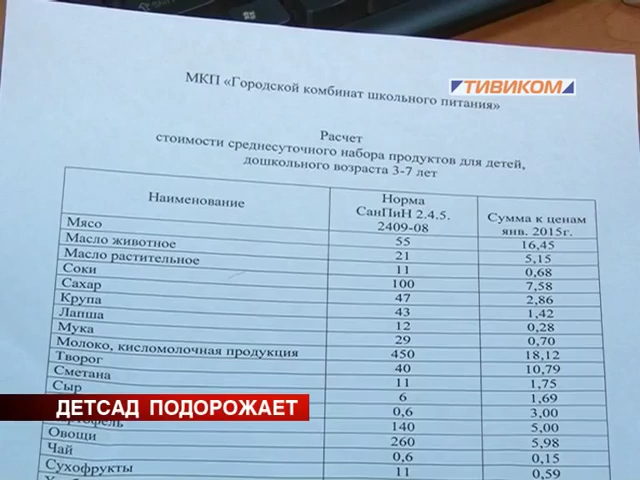 ТИВИКОМ
МКП «Городской комбинат школьного питания»
Расчет
стоимости среднесуточного набора продуктов для детей,
дошкольного возраста 3-7 лет
Наименование Норма СанПиН 2.4.5. 2409-08 Сумма к ценам янв. 2015г.
Мясо 55 16,45
Масло животное 21 5,15
Масло растительное 11 0,68
Соки 100 7,58
Сахар 47 2,86
Крупа 43 1,42
Лапша 12 0,28
Мука 29 0,70
Молоко, кисломолочная продукция 450 18,12
Творог 40 10,79
Сметана 11 1,75
Сыр 6 1,69
0,6 3,00
140 5,00
Овощи 260 5,98
Чай 0,6 0,15
Сухофрукты 11 0,59
ДЕТСАД ПОДОРОЖАЕТ